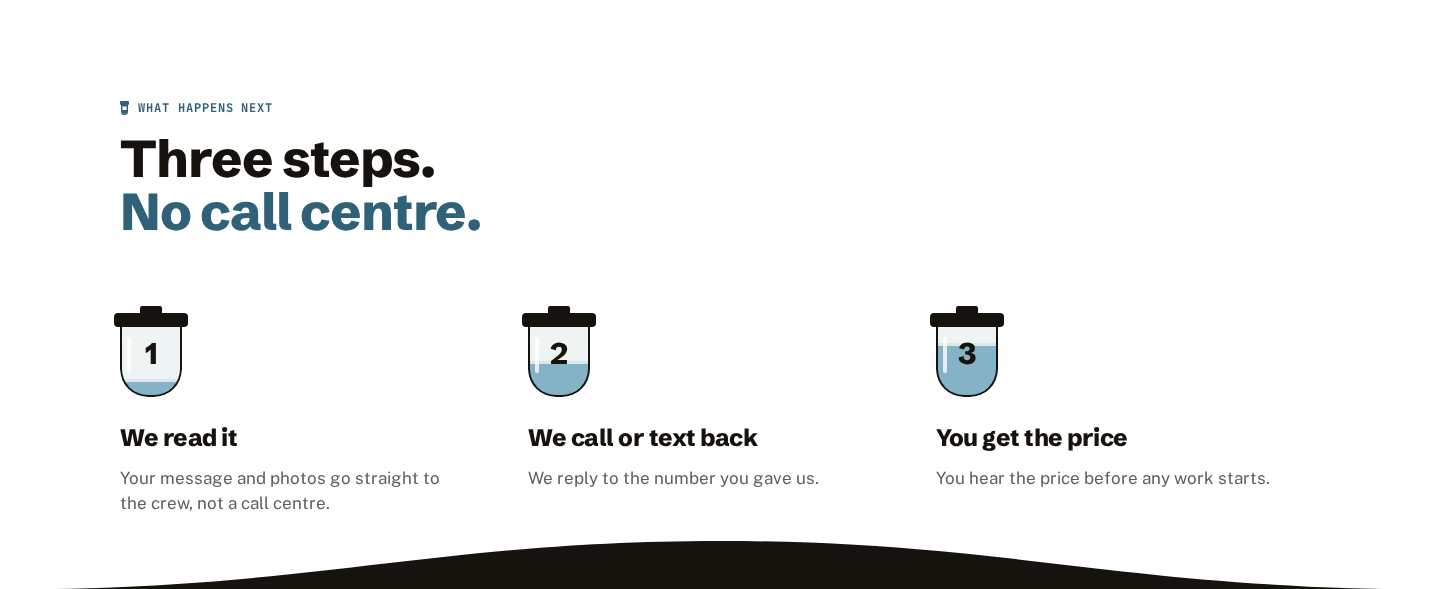 WHAT HAPPENS NEXT
Three steps.
No call centre.
1
2
3
We read it
We call or text back
You get the price
Your message and photos go straight to
the crew, not a call centre.
We reply to the number you gave us.
You hear the price before any work starts.